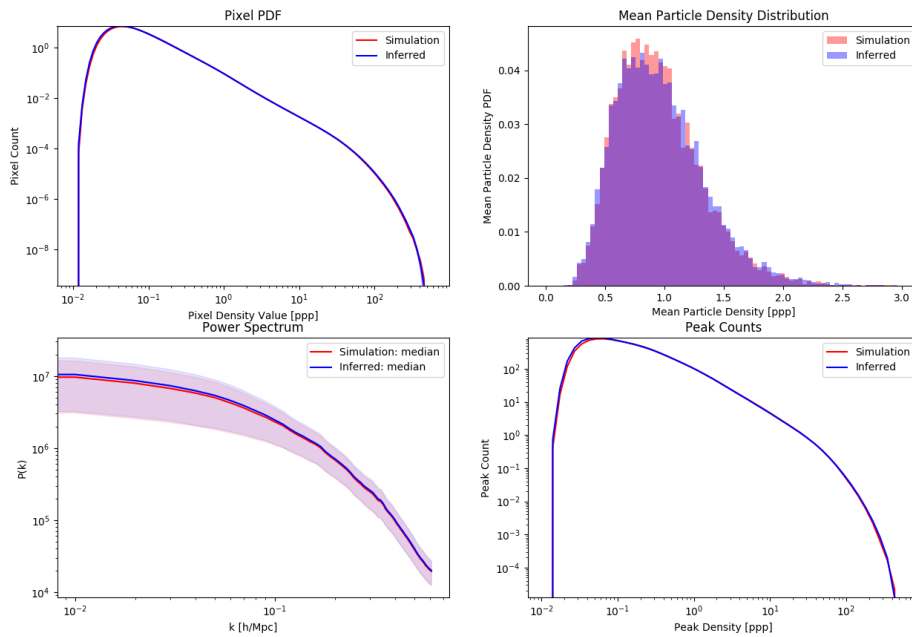 Pixel PDF
Simulation
Inferred
10^0
10^-2
10^-4
10^-6
10^-8
Pixel Count
10^-2
10^-1
10^0
10^1
10^2
Pixel Density Value [ppp]
Mean Particle Density Distribution
Simulation
Inferred
0.04
0.03
0.02
0.01
0.00
Mean Particle Density PDF
0.0
0.5
1.0
1.5
2.0
2.5
3.0
Mean Particle Density [ppp]
Power Spectrum
Simulation: median
Inferred: median
10^7
10^6
10^5
10^4
P(k)
10^-2
10^-1
k [h/Mpc]
Peak Counts
Simulation
Inferred
10^2
10^1
10^0
10^-1
10^-2
10^-3
10^-4
Peak Count
10^-2
10^-1
10^0
10^1
10^2
Peak Density [ppp]